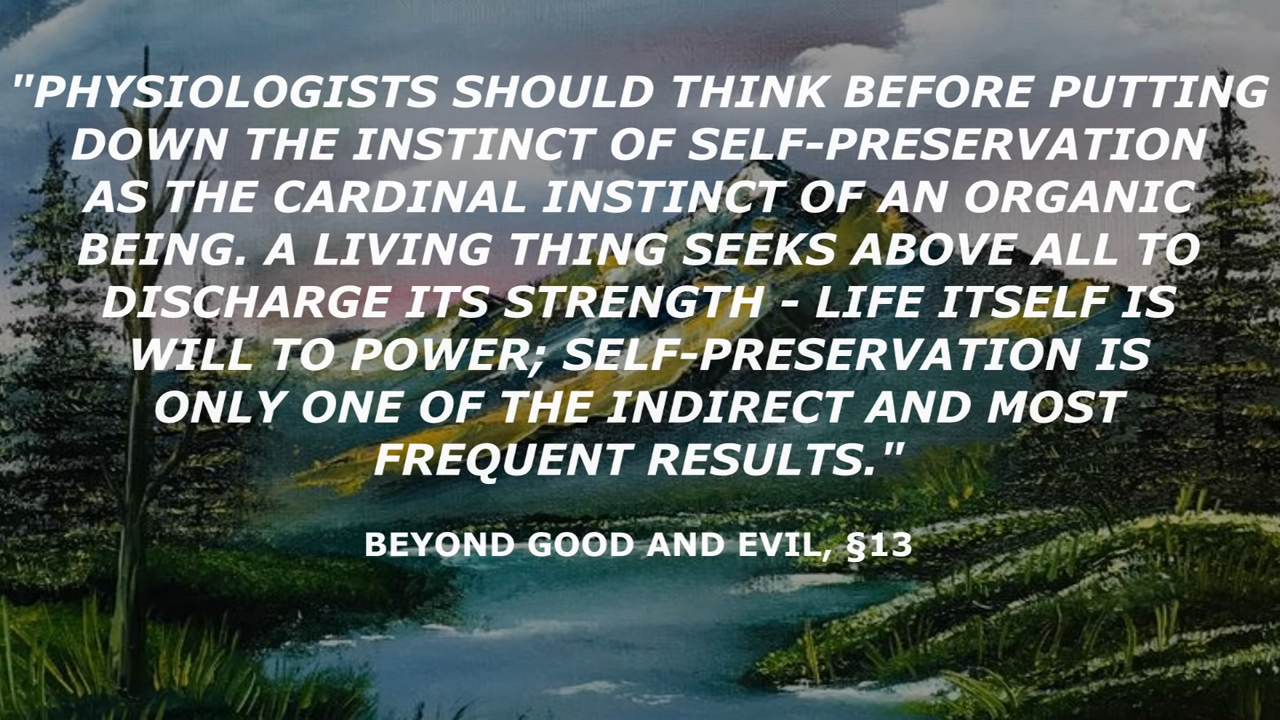 "PHYSIOLOGISTS SHOULD THINK BEFORE PUTTING
DOWN THE INSTINCT OF SELF-PRESERVATION
AS THE CARDINAL INSTINCT OF AN ORGANIC
BEING. A LIVING THING SEEKS ABOVE ALL TO
DISCHARGE ITS STRENGTH - LIFE ITSELF IS
WILL TO POWER; SELF-PRESERVATION IS
ONLY ONE OF THE INDIRECT AND MOST
FREQUENT RESULTS."
BEYOND GOOD AND EVIL, §13